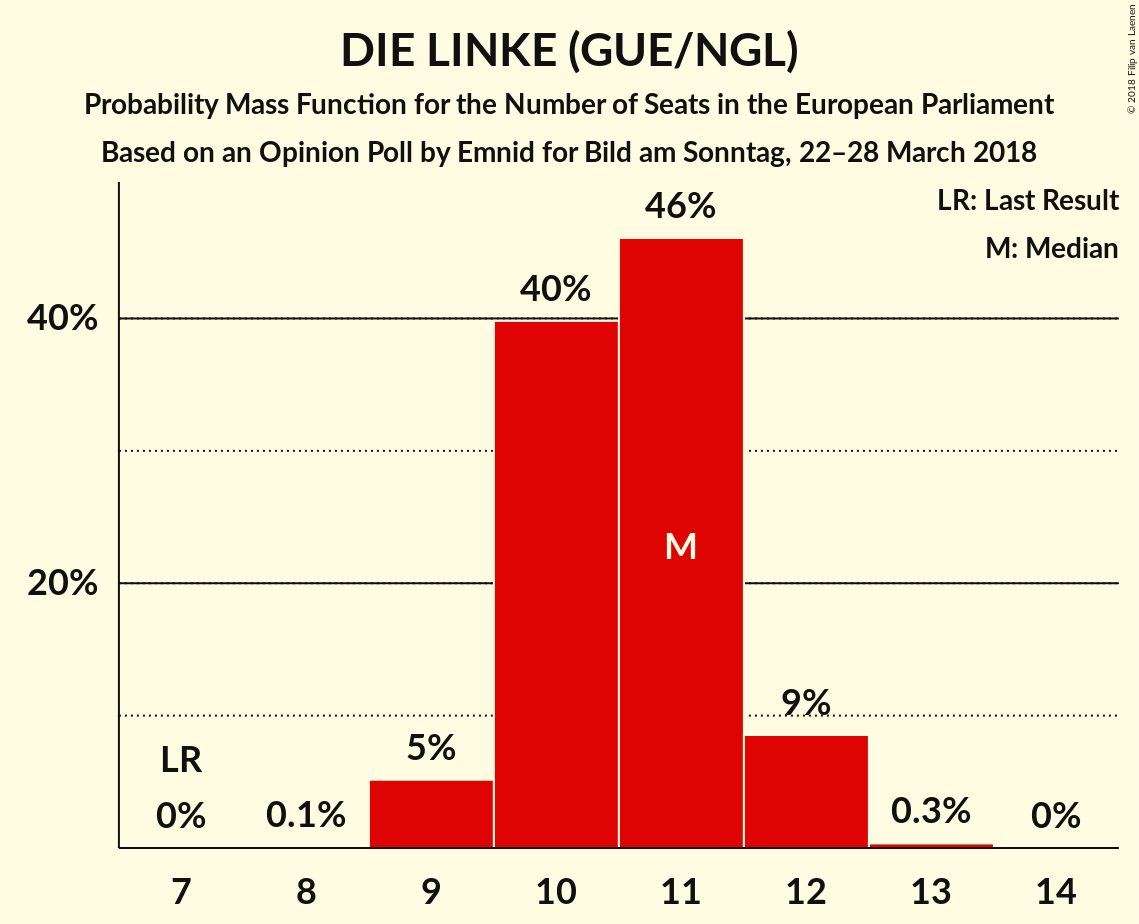 DIE LINKE (GUE/NGL)
Probability Mass Function for the Number of Seats in the European Parliament
Based on an Opinion Poll by Emnid for Bild am Sonntag, 22–28 March 2018
© 2018 Filip van Laenen
LR: Last Result
M: Median
46%
40%
40%
M
20%
9%
5%
LR
0%
0.1%
0.3%
0%
7 8 9 10 11 12 13 14